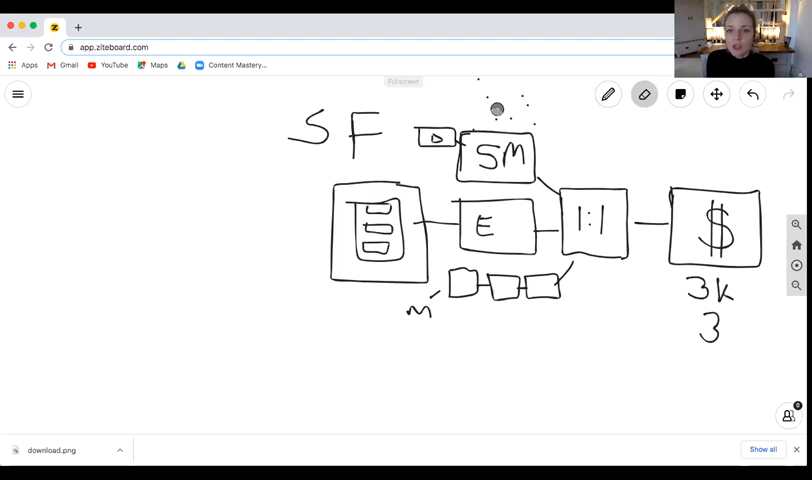 app.ziteboard.com
Apps
Gmail
YouTube
Maps
Content Mastery...
Fullscreen
S F
SM
E
1:1
$
3K
3
M
0
download.png
Show all